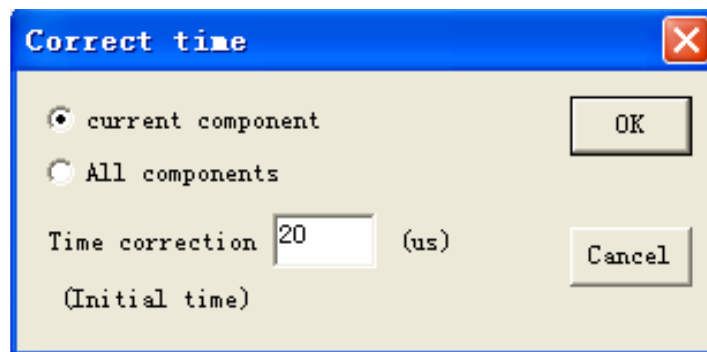 Correct time
current component
OK
All components
Time correction 20 (us)
Cancel
(Initial time)